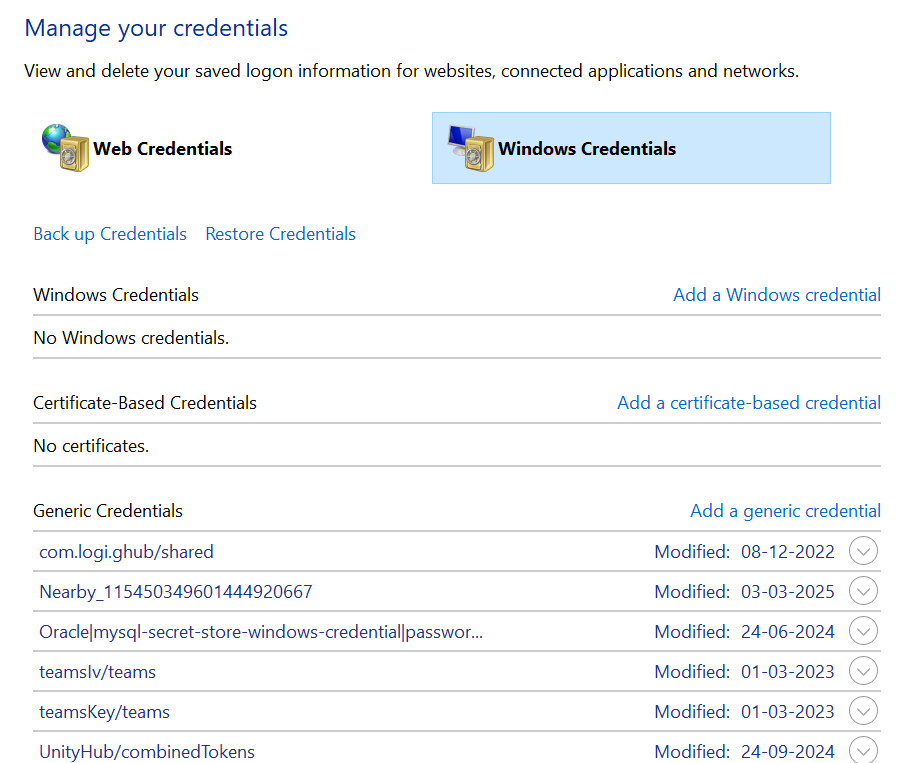 Manage your credentials
View and delete your saved logon information for websites, connected applications and networks.
Web Credentials
Windows Credentials
Back up Credentials Restore Credentials
Windows Credentials Add a Windows credential
No Windows credentials.
Certificate-Based Credentials Add a certificate-based credential
No certificates.
Generic Credentials Add a generic credential
com.logi.ghub/shared Modified: 08-12-2022
Nearby_115450349601444920667 Modified: 03-03-2025
Oracle|mysql-secret-store-windows-credential|passwor... Modified: 24-06-2024
teamsIv/teams Modified: 01-03-2023
teamsKey/teams Modified: 01-03-2023
UnityHub/combinedTokens Modified: 24-09-2024